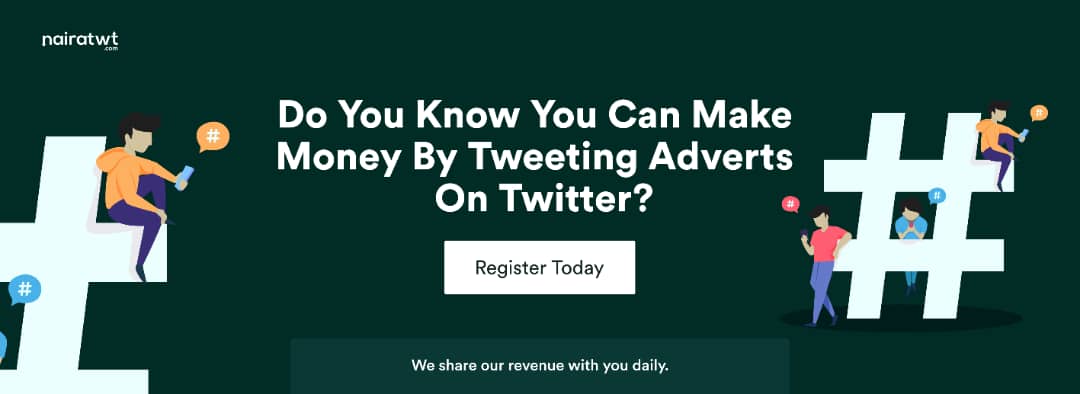 nairatwt
.com
#
#
Do You Know You Can Make
Money By Tweeting Adverts
On Twitter?
Register Today
We share our revenue with you daily.
#
#
#
#